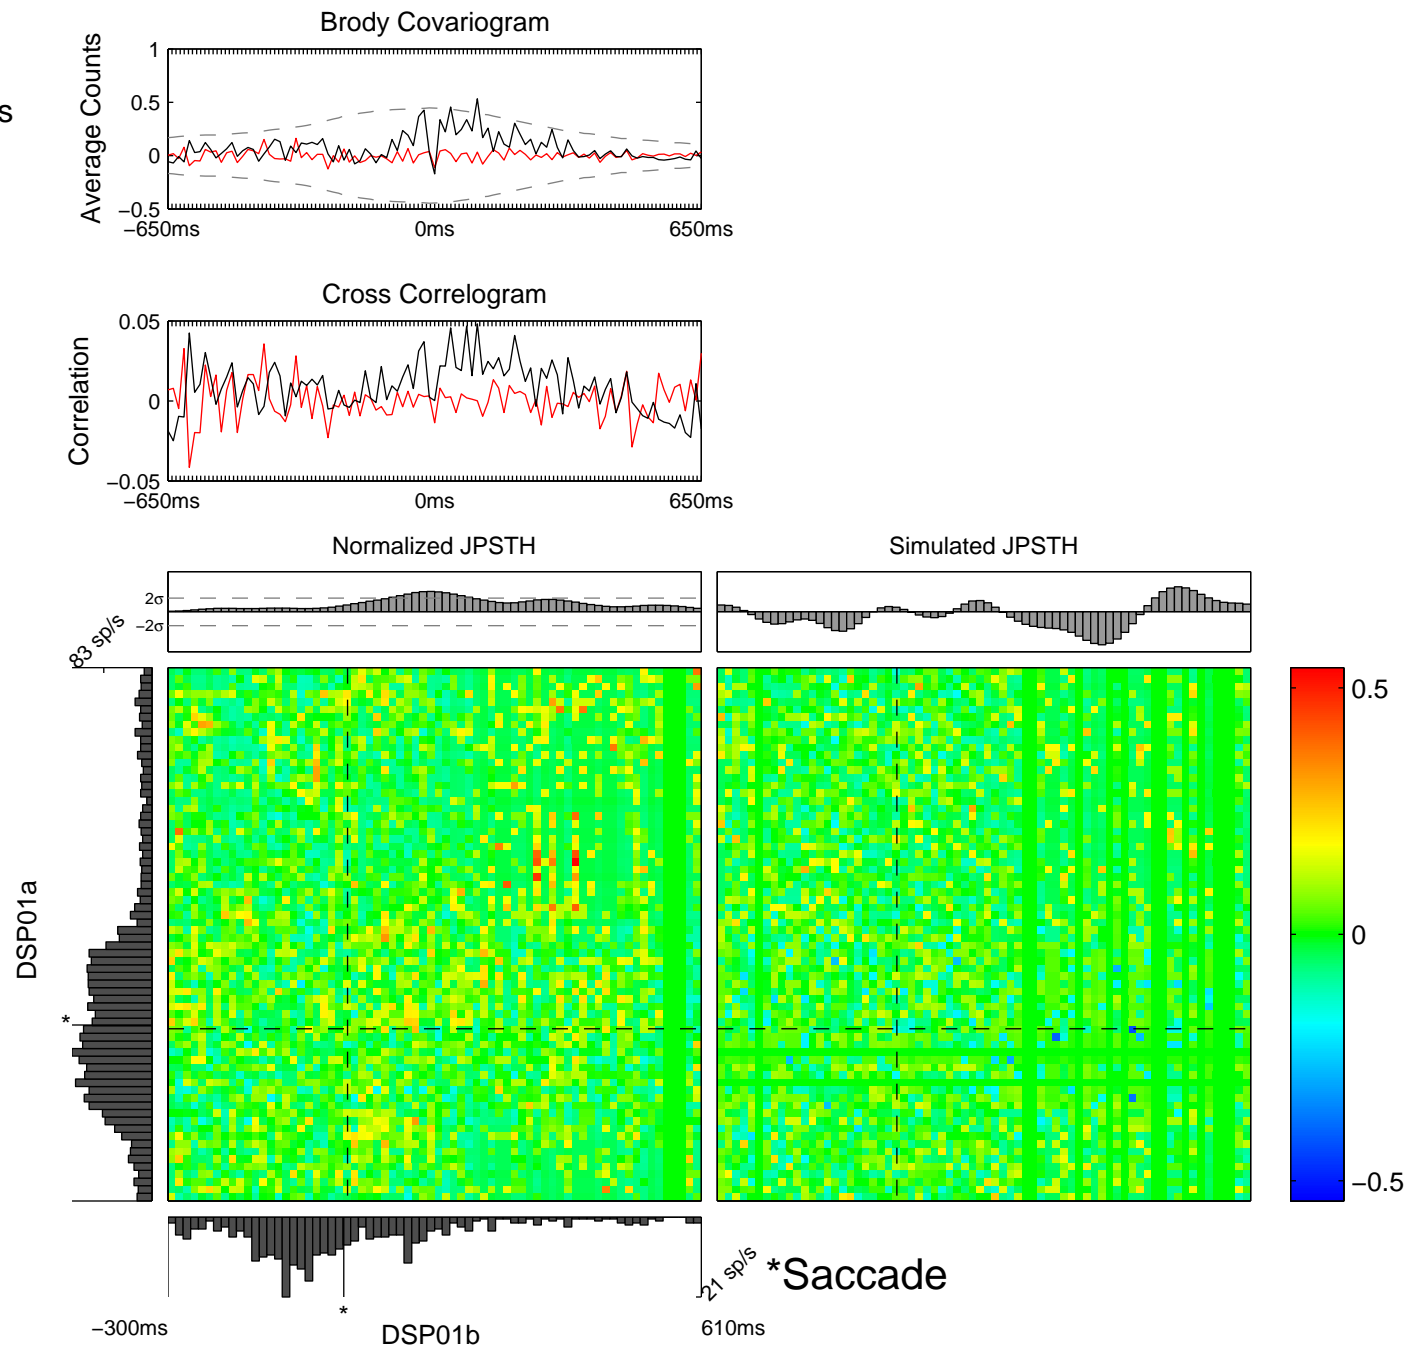 Brody Covariogram
s
Average Counts
1
0.5
0
−0.5
−650ms 0ms 650ms
Cross Correlogram
Correlation
0.05
0
−0.05
−650ms 0ms 650ms
Normalized JPSTH
Simulated JPSTH
2σ
−2σ
83 sp/s
DSP01a
*
0.5
0
−0.5
*
21 sp/s
*Saccade
−300ms
DSP01b
610ms